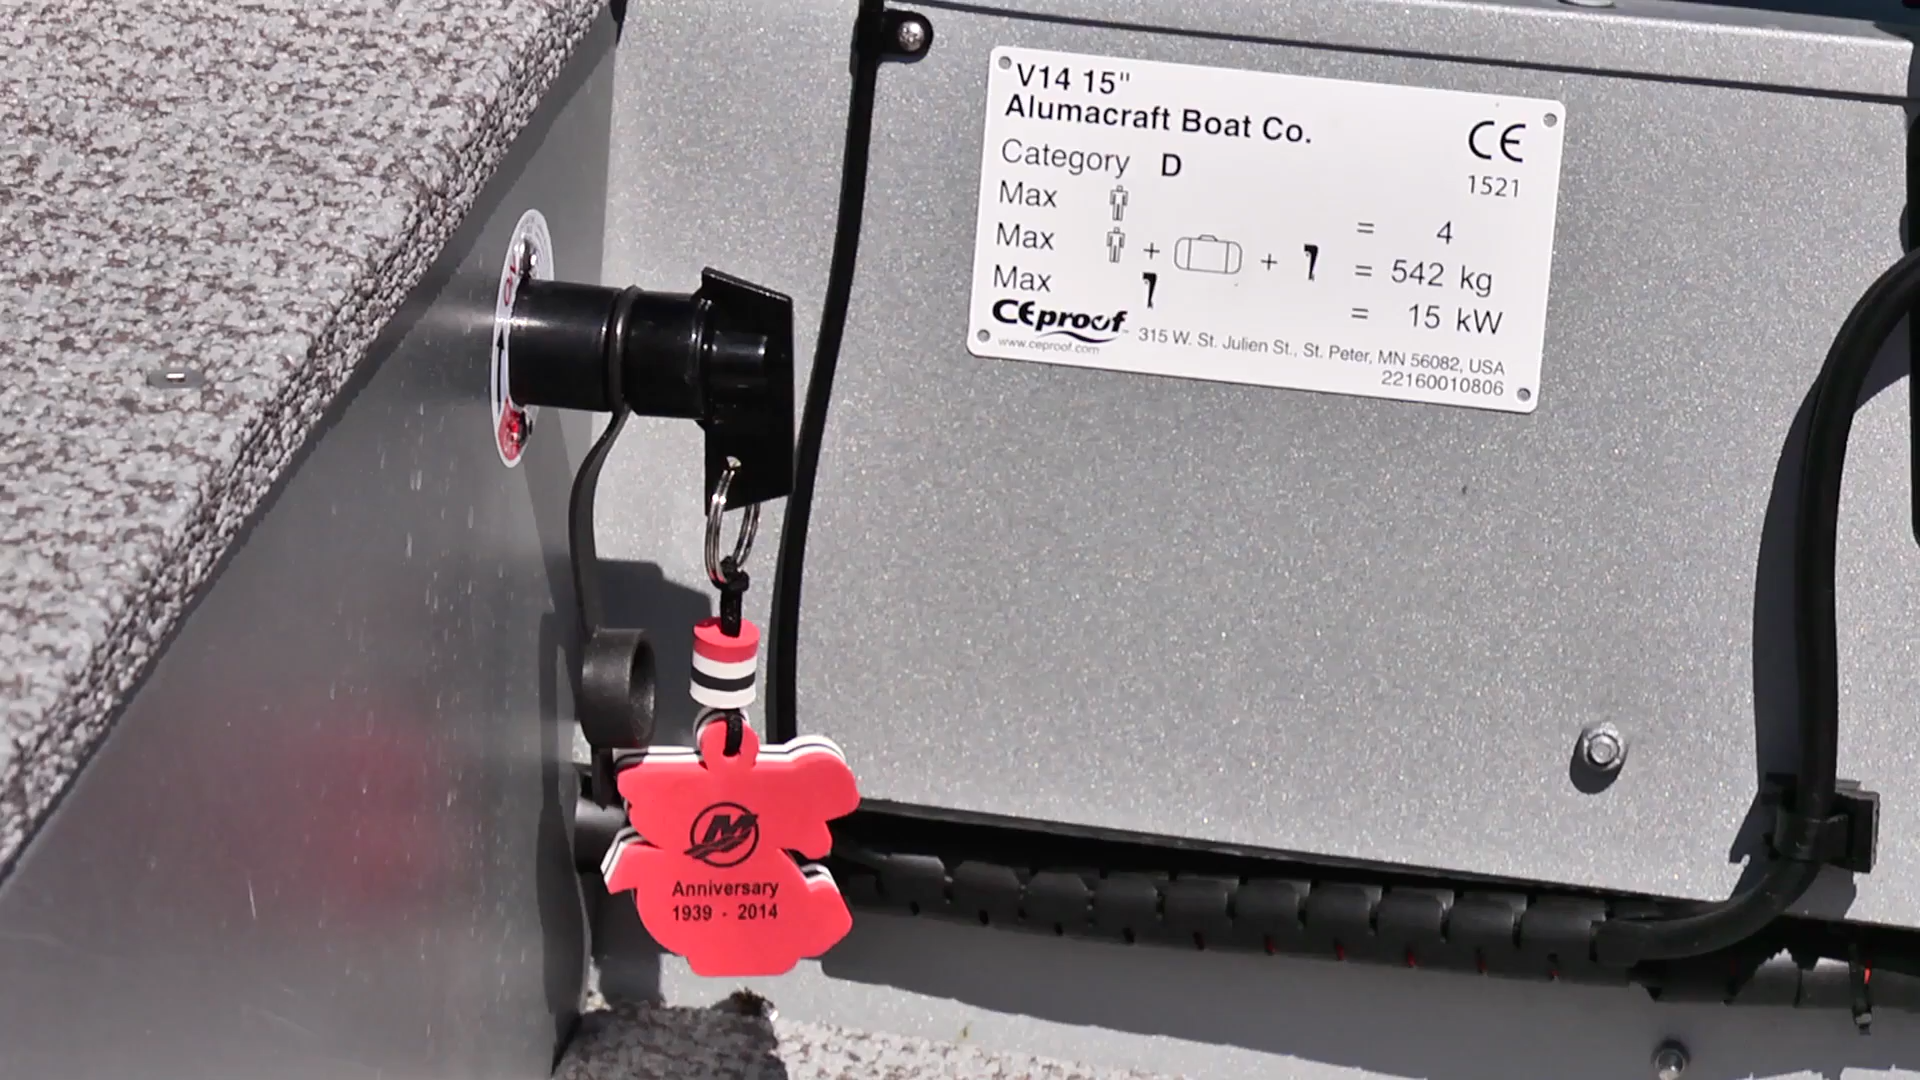 V14 15"
Alumacraft Boat Co.
CE
Category D
1521
Max = 4
Max + + = 542 kg
Max = 15 kW
CEproof
www.ceproof.com
315 W. St. Julien St., St. Peter, MN 56082, USA
22160010806
M
Anniversary
1939 - 2014